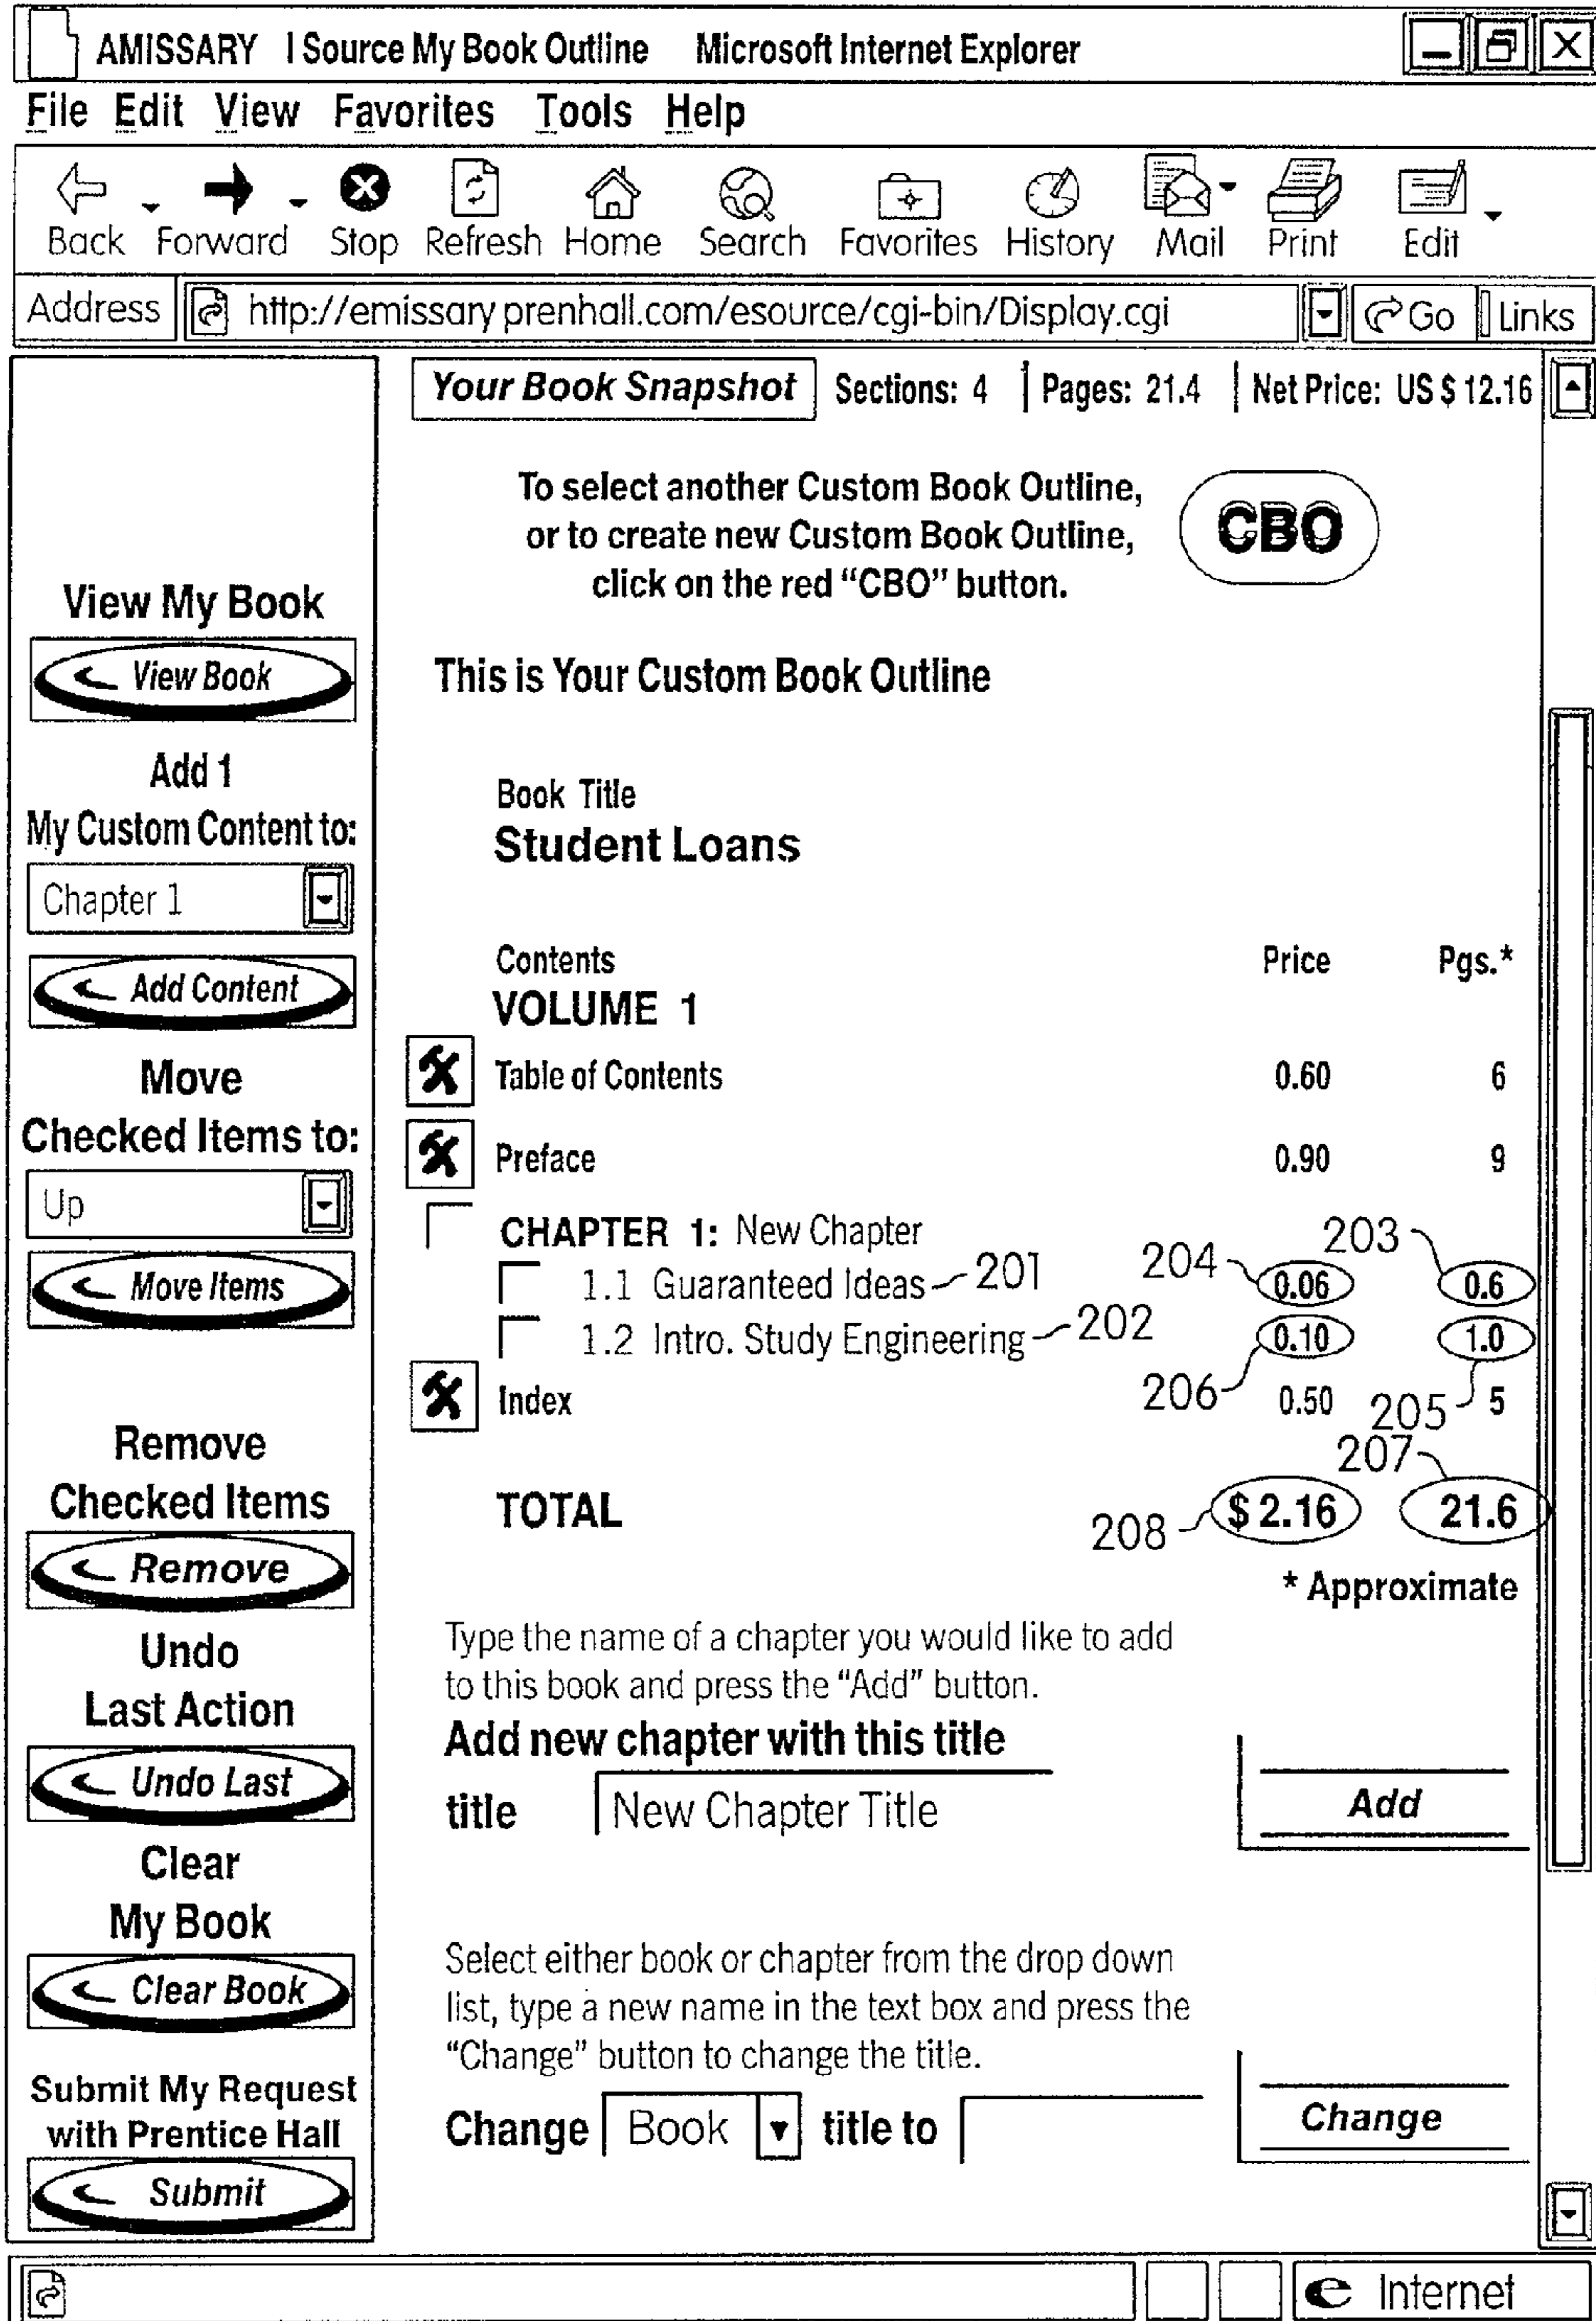 AMISSARY I Source My Book Outline Microsoft Internet Explorer
File Edit View Favorites Tools Help
Back Forward Stop Refresh Home Search Favorites History Mail Print Edit
Address http://emissary prenhall.com/esource/cgi-bin/Display.cgi Go Links
Your Book Snapshot Sections: 4 | Pages: 21.4 | Net Price: US $ 12.16
To select another Custom Book Outline,
or to create new Custom Book Outline,
click on the red “CBO” button.
CBO
View My Book
View Book
Add 1
My Custom Content to:
Chapter 1
Add Content
Move
Checked Items to:
Up
Move Items
Remove
Checked Items
Remove
Undo
Last Action
Undo Last
Clear
My Book
Clear Book
Submit My Request
with Prentice Hall
Submit
This is Your Custom Book Outline
Book Title
Student Loans
Contents Price Pgs.*
VOLUME 1
Table of Contents 0.60 6
Preface 0.90 9
CHAPTER 1: New Chapter 203
1.1 Guaranteed Ideas 201 204 0.06 0.6
1.2 Intro. Study Engineering 202 0.10 1.0
Index 206 0.50 205 5
207
TOTAL 208 $ 2.16 21.6
* Approximate
Type the name of a chapter you would like to add
to this book and press the “Add” button.
Add new chapter with this title
title New Chapter Title Add
Select either book or chapter from the drop down
list, type a new name in the text box and press the
“Change” button to change the title.
Change Book title to Change
e Internet